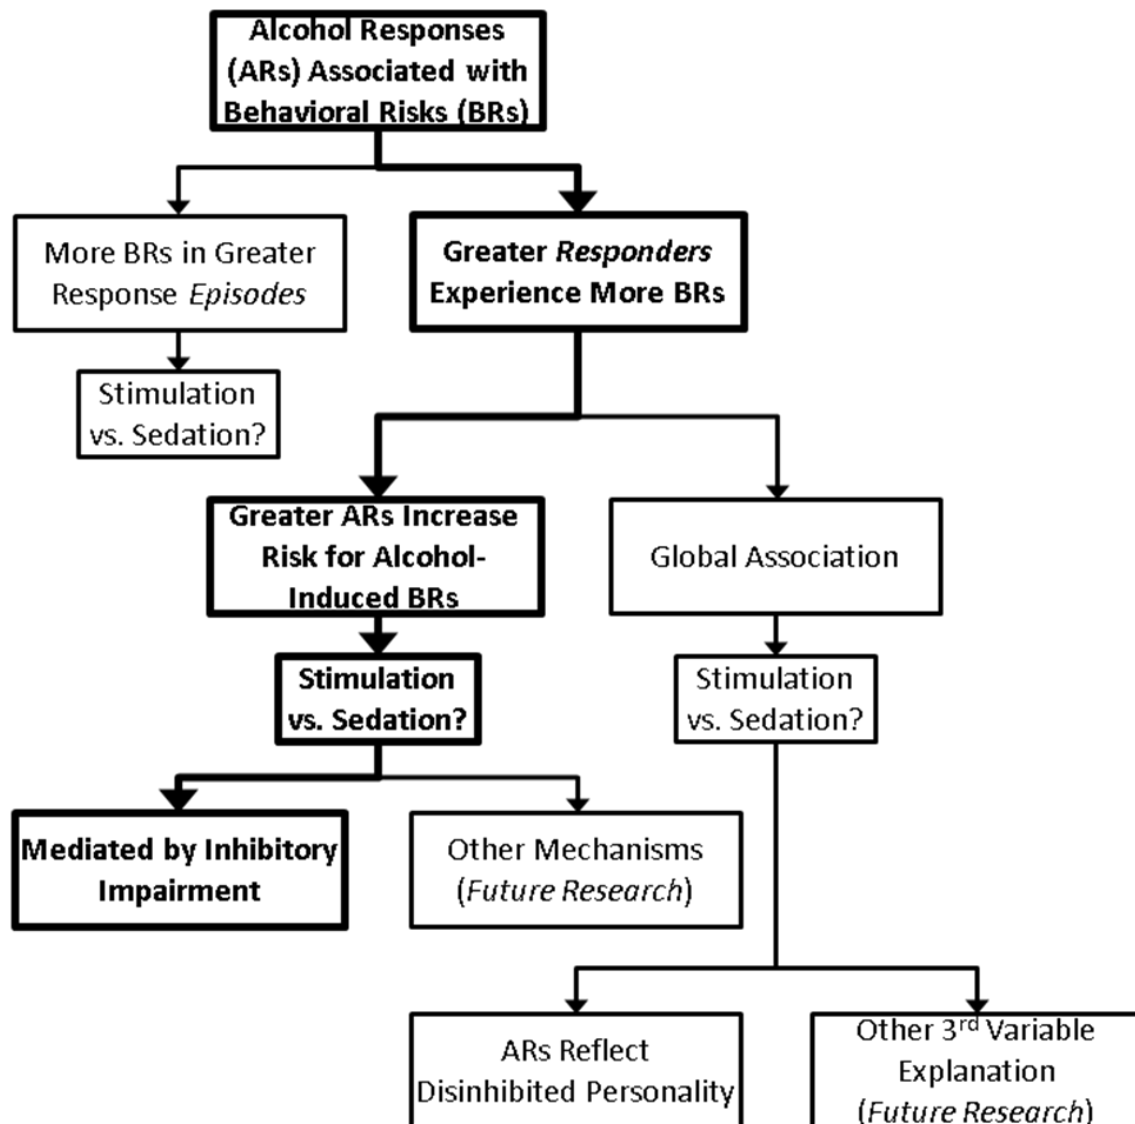 Alcohol Responses
(ARs) Associated with
Behavioral Risks (BRs)
More BRs in Greater
Response Episodes
Greater Responders
Experience More BRs
Stimulation
vs. Sedation?
Greater ARs Increase
Risk for Alcohol-
Induced BRs
Global Association
Stimulation
vs. Sedation?
Stimulation
vs. Sedation?
Mediated by Inhibitory
Impairment
Other Mechanisms
(Future Research)
ARs Reflect
Disinhibited Personality
Other 3rd Variable
Explanation
(Future Research)